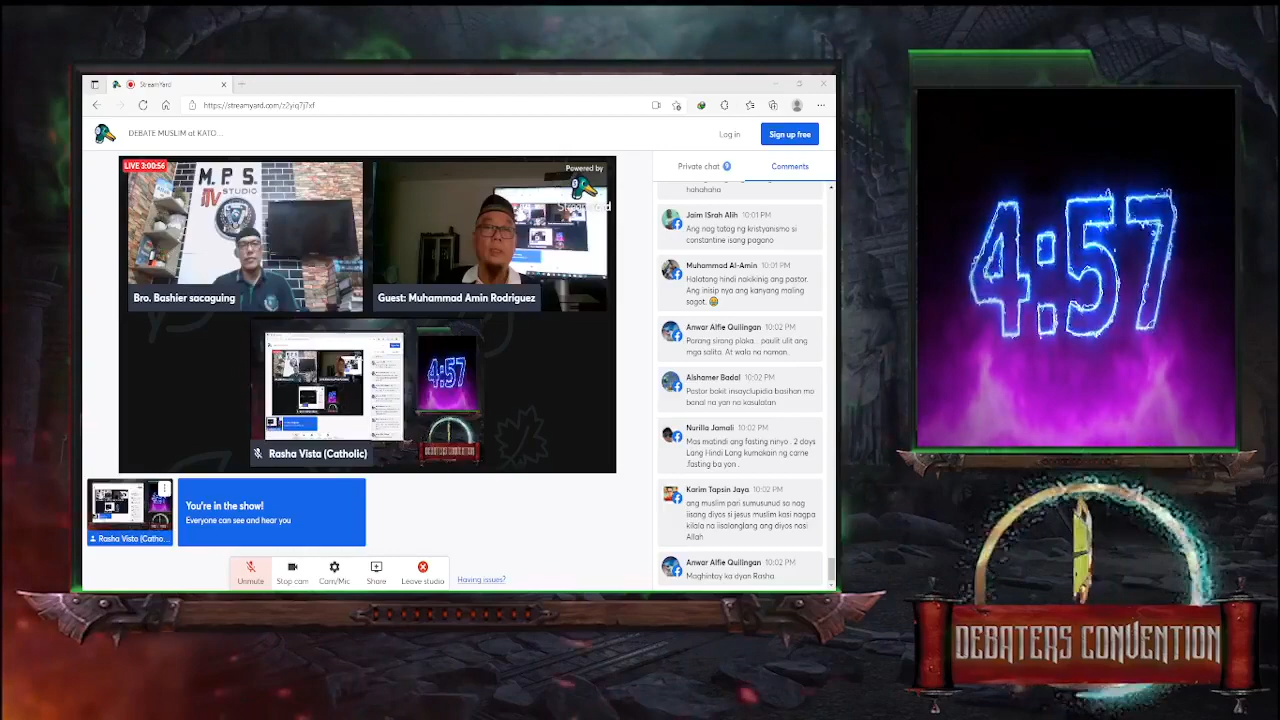 StreamYard
https://streamyard.com/z2yiq7j7xf
DEBATE MUSLIM at KATO...
Log in
Sign up free
LIVE 3:00:56
M.P.S.
TV
STUDIO
Bro. Bashier sacaguing
Powered by
Guest: Muhammad Amin Rodriguez
4:57
Rasha Vista (Catholic)
Rasha Vista (Catho...
You're in the show!
Everyone can see and hear you
Unmute
Stop cam
Cam/Mic
Share
Leave studio
Having issues?
Private chat
Comments
hahahaha
Jaim ISrah Alih 10:01 PM
Ang nag tatag ng kristyanismo si
constantine isang pagano
Muhammad Al-Amin 10:01 PM
Halatang hindi nakikinig ang pastor.
Ang inisip nya ang kanyang maling
sagot. 😅
Anwar Alfie Quilingan 10:02 PM
Parang sirang plaka... paulit ulit ang
mga salita. At wala na naman.
Alshamer Badal 10:02 PM
Pastor bakit insayclupidia basihan mo
banal na yan na kasulatan
Nurilla Jamali 10:02 PM
Mas matindi ang fasting ninyo . 2 days
Lang Hindi Lang kumakain ng carne
.fasting ba yon .
Karim Tapsin Jaya 10:02 PM
ang muslim pari sumusunud sa nag
iisang diyos si jesus muslim kasi nagpa
kilala na iisalonglang ang diyos nasi
Allah
Anwar Alfie Quilingan 10:02 PM
Maghintay ka dyan Rasha
4:57
DEBATERS CONVENTION